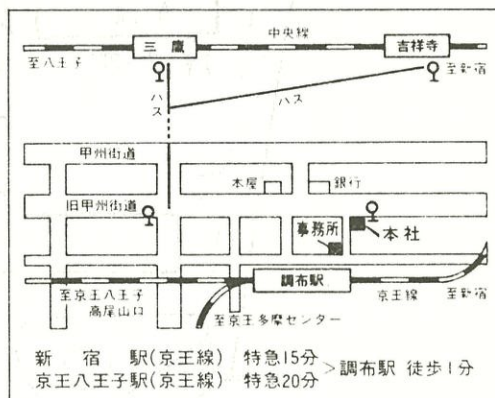 三鷹
中央線
吉祥寺
至八王子
至新宿
バス
バス
甲州街道
本屋
銀行
旧甲州街道
事務所
本社
調布駅
京王線
至京王八王子
高尾山口
至新宿
至京王多摩センター
新宿駅(京王線) 特急15分
京王八王子駅(京王線) 特急20分 > 調布駅 徒歩1分